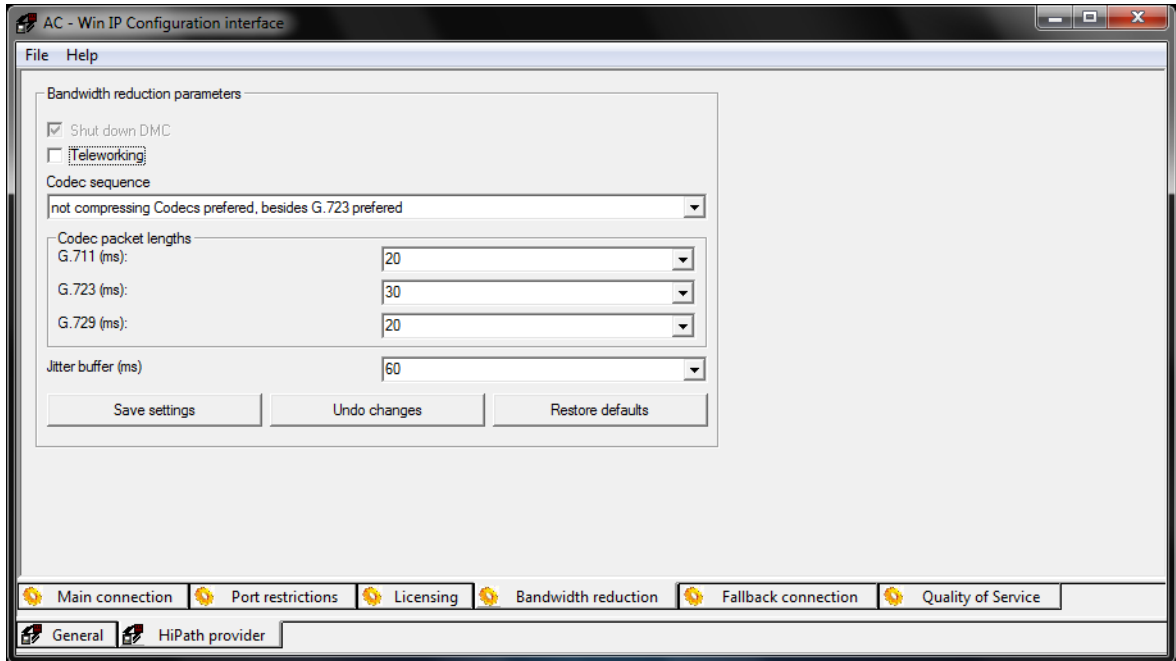 AC - Win IP Configuration interface
File Help
Bandwidth reduction parameters
Shut down DMC
Teleworking
Codec sequence
not compressing Codecs prefered, besides G.723 prefered
Codec packet lengths
G.711 (ms): 20
G.723 (ms): 30
G.729 (ms): 20
Jitter buffer (ms) 60
Save settings Undo changes Restore defaults
Main connection Port restrictions Licensing Bandwidth reduction Fallback connection Quality of Service
General HiPath provider